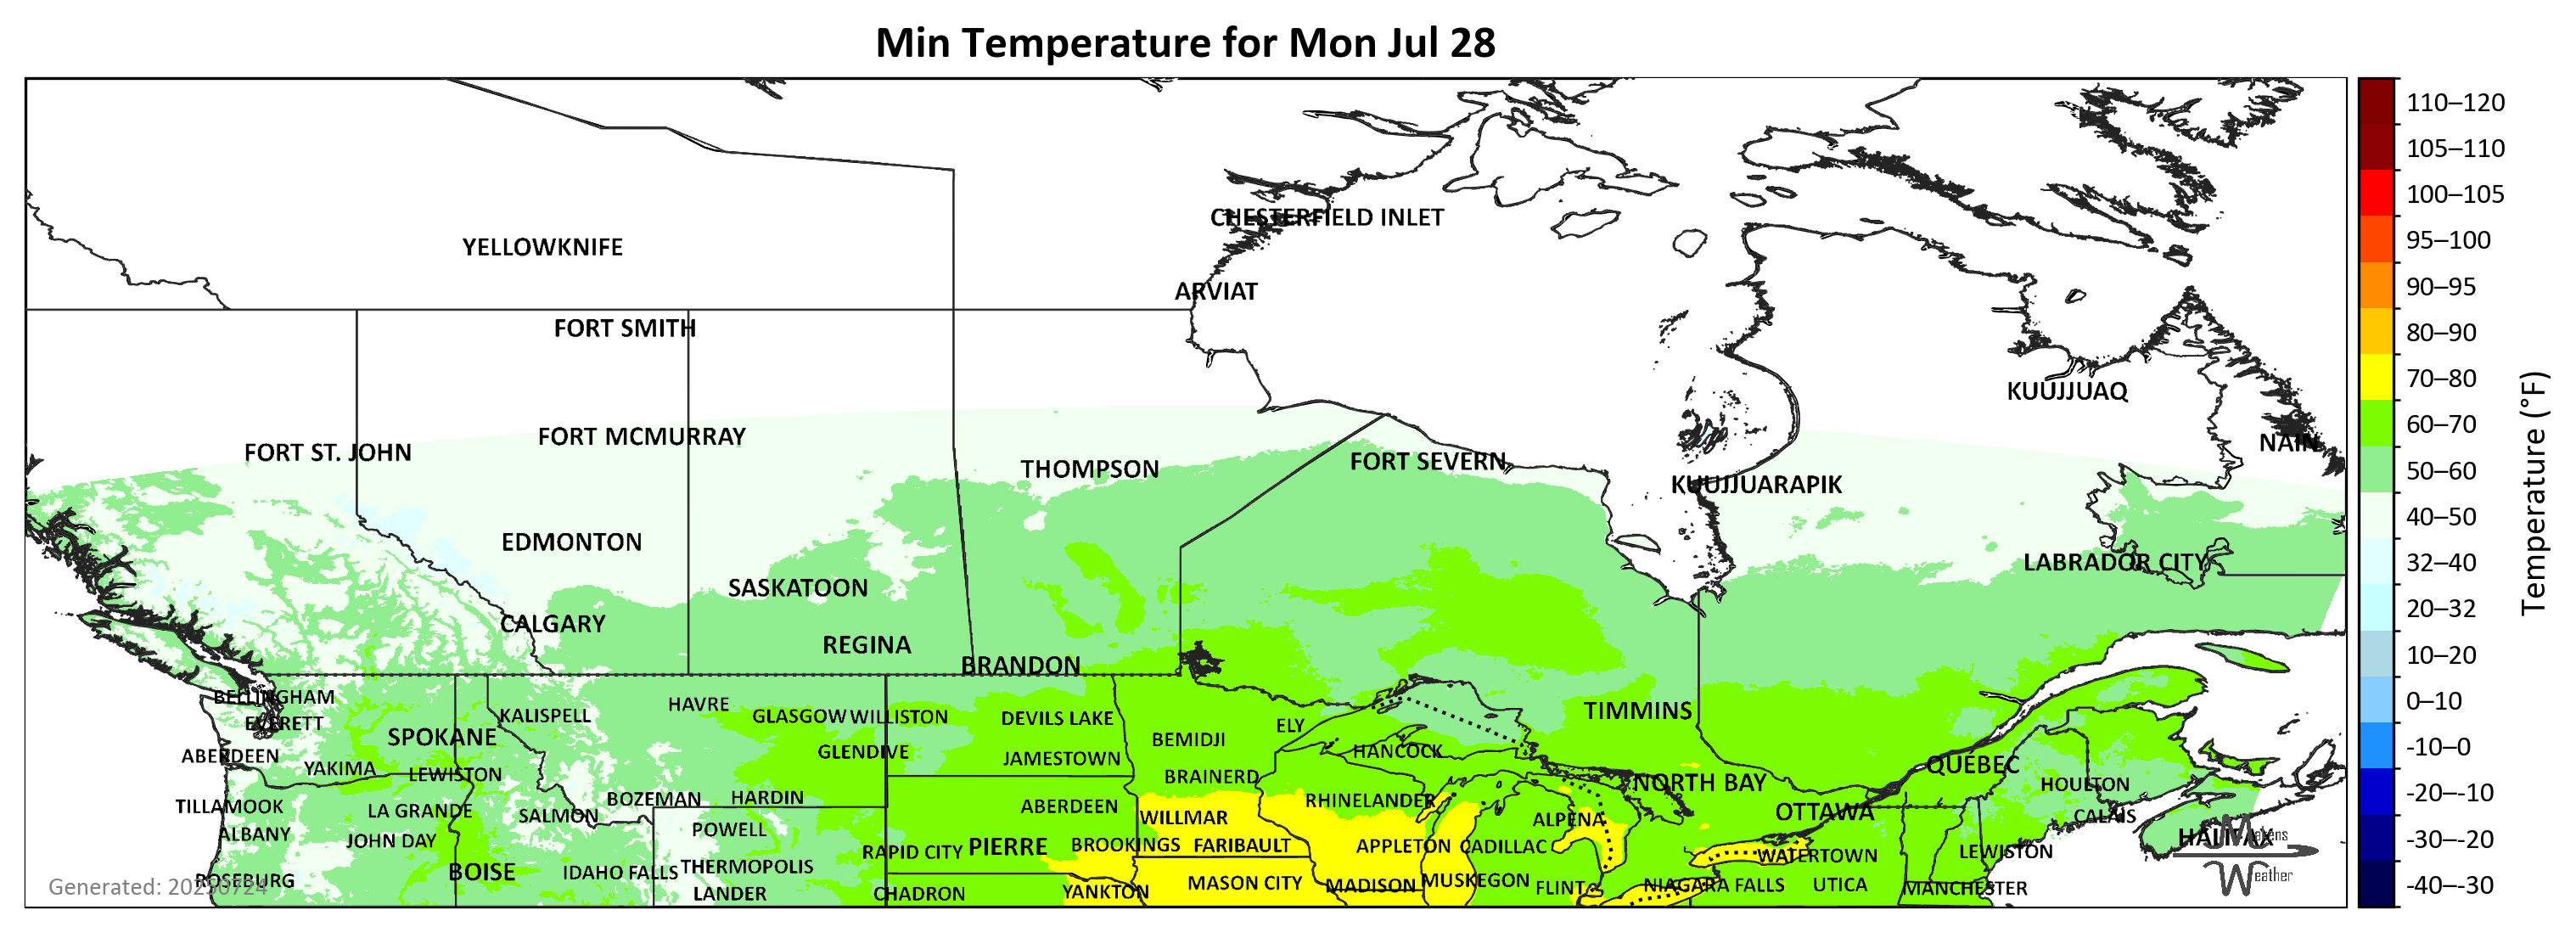 Min Temperature for Mon Jul 28
110–120
105–110
100–105
95–100
90–95
80–90
70–80
60–70
50–60
40–50
32–40
20–32
10–20
0–10
-10–0
-20–-10
-30–-20
-40–-30
Temperature (°F)
CHESTERFIELD INLET
YELLOWKNIFE
ARVIAT
FORT SMITH
KUUJJUAQ
FORT MCMURRAY
NAIN
FORT ST. JOHN
FORT SEVERN
THOMPSON
KUUJJUARAPIK
EDMONTON
LABRADOR CITY
SASKATOON
CALGARY
REGINA
BRANDON
BELLINGHAM
HAVRE
TIMMINS
KALISPELL
GLASGOW
WILLISTON
DEVILS LAKE
EVERETT
ELY
SPOKANE
BEMIDJI
HANCOCK
GLENDIVE
ABERDEEN
JAMESTOWN
QUEBEC
YAKIMA
LEWISTON
BRAINERD
NORTH BAY
HOULTON
BOZEMAN
HARDIN
RHINELANDER
TILLAMOOK
LA GRANDE
SALMON
ABERDEEN
WILLMAR
ALPENA
OTTAWA
CALAIS
ALBANY
POWELL
HALIFAX
JOHN DAY
RAPID CITY
PIERRE
BROOKINGS
FARIBAULT
APPLETON
CADILLAC
WATERTOWN
LEWISTON
BOISE
IDAHO FALLS
THERMOPOLIS
ROSEBURG
MASON CITY
MADISON
MUSKEGON
FLINT
NIAGARA FALLS
UTICA
MANCHESTER
LANDER
CHADRON
YANKTON
Generated: 20250724
Makens
Weather